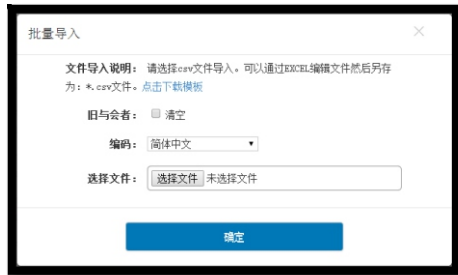 批量导入
文件导入说明： 请选择csv文件导入。可以通过EXCEL编辑文件然后另存
为：*.csv文件。点击下载模板
旧与会者： 清空
编码： 简体中文
选择文件： 选择文件 未选择文件
确定